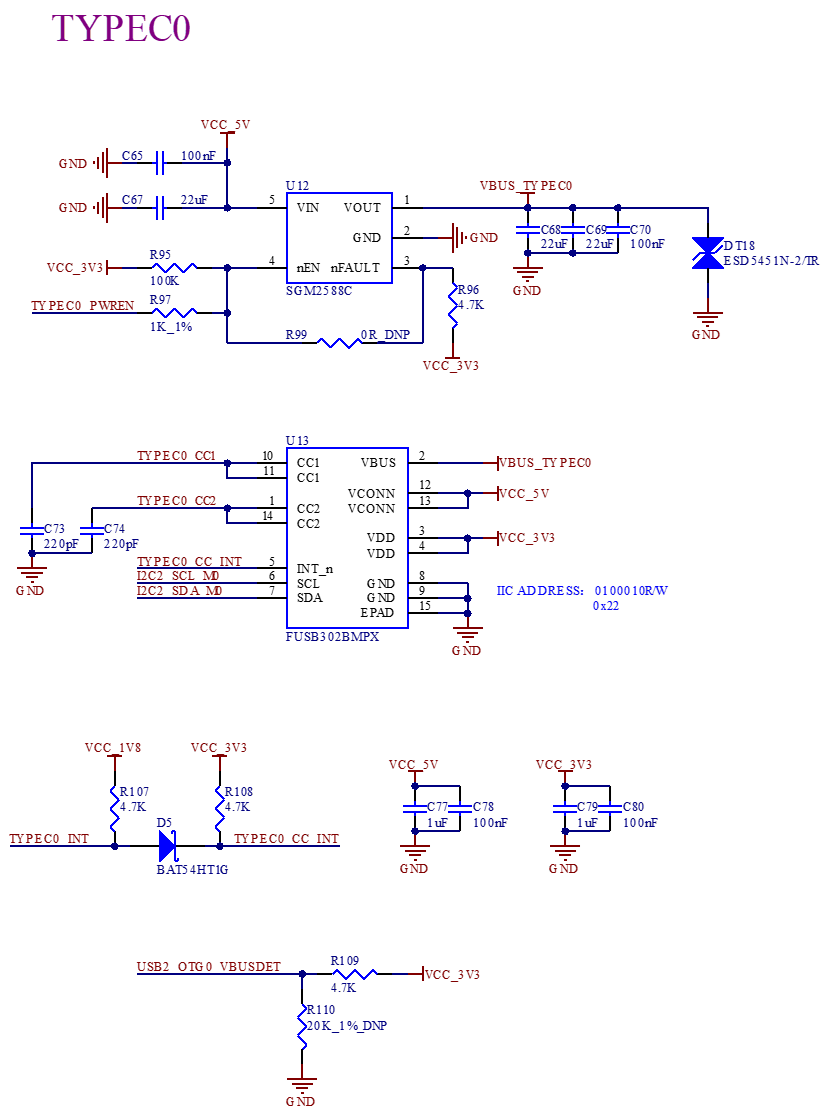 TYPEC0
VCC_5V
C65
100nF
GND
C67
22uF
GND
U12
5
VIN
VOUT
1
GND
2
GND
4
nEN
nFAULT
3
SGM2588C
VCC_3V3
R95
100K
TYPEC0_PWREN
R97
1K_1%
R99
0R_DNP
R96
4.7K
VCC_3V3
VBUS_TYPEC0
C68
22uF
C69
22uF
C70
100nF
GND
DT18
ESD5451N-2/TR
GND
U13
TYPEC0_CC1
10
CC1
11
CC1
TYPEC0_CC2
1
CC2
14
CC2
C73
220pF
C74
220pF
GND
TYPEC0_CC_INT
5
INT_n
I2C2_SCL_M0
6
SCL
I2C2_SDA_M0
7
SDA
VBUS
2
VBUS_TYPEC0
VCONN
12
VCONN
13
VCC_5V
VDD
3
VDD
4
VCC_3V3
GND
8
GND
9
EPAD
15
GND
FUSB302BMPX
IIC ADDRESS: 0100010R/W
0x22
VCC_1V8
R107
4.7K
VCC_3V3
R108
4.7K
TYPEC0_INT
D5
BAT54HT1G
TYPEC0_CC_INT
VCC_5V
C77
1uF
C78
100nF
GND
VCC_3V3
C79
1uF
C80
100nF
GND
USB2_OTG0_VBUSDET
R109
4.7K
VCC_3V3
R110
20K_1%_DNP
GND